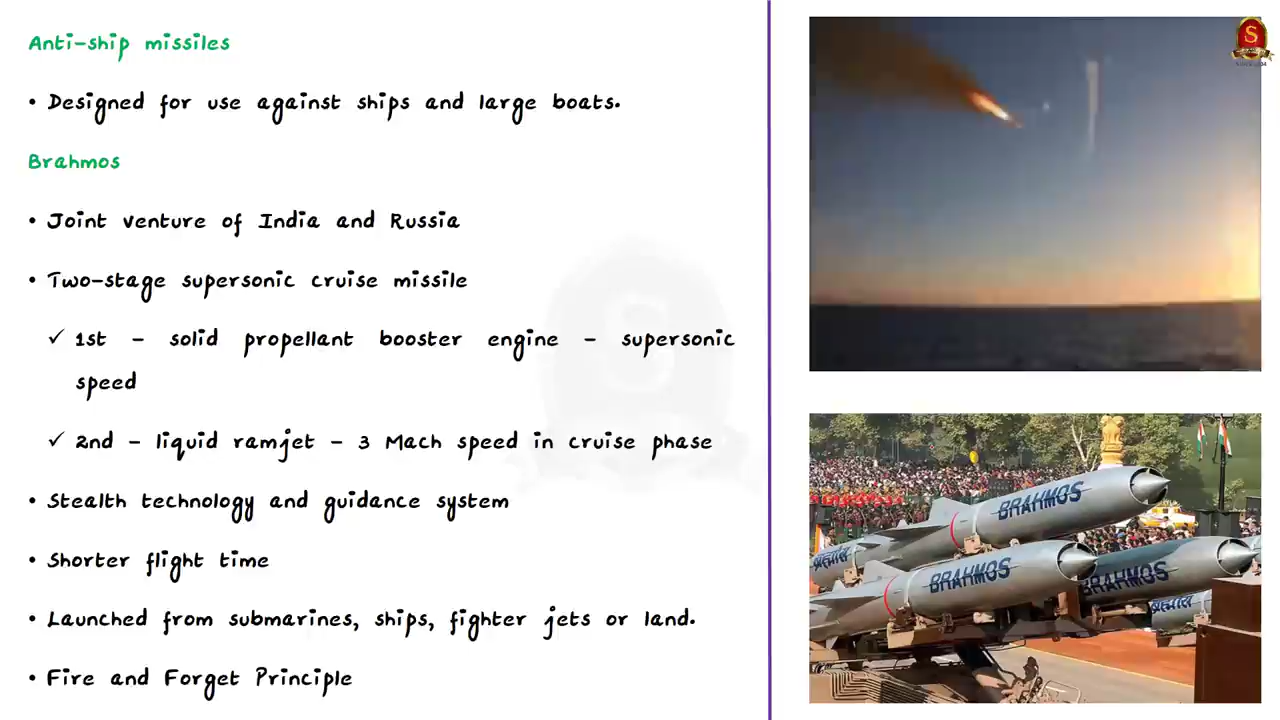 Anti-ship missiles
• Designed for use against ships and large boats.
Brahmos
• Joint venture of India and Russia
• Two-stage supersonic cruise missile
✓ 1st – solid propellant booster engine – supersonic
speed
✓ 2nd – liquid ramjet – 3 Mach speed in cruise phase
• Stealth technology and guidance system
• Shorter flight time
• Launched from submarines, ships, fighter jets or land.
• Fire and Forget Principle
S
S
BRAHMOS
BRAHMOS
BRAHMOS